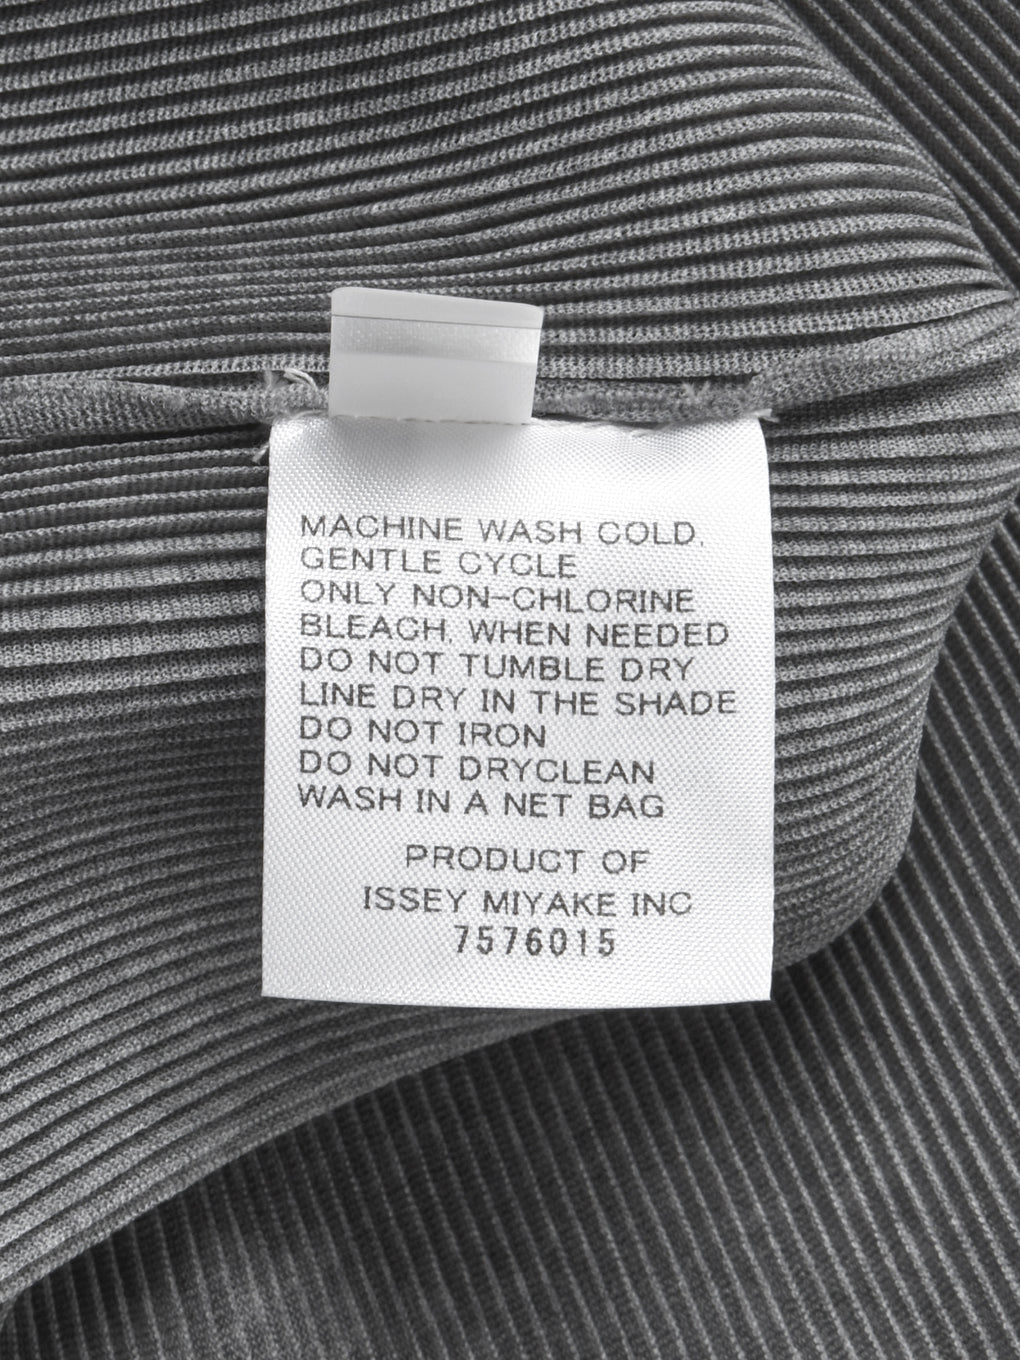 MACHINE WASH COLD,
GENTLE CYCLE
ONLY NON-CHLORINE
BLEACH, WHEN NEEDED
DO NOT TUMBLE DRY
LINE DRY IN THE SHADE
DO NOT IRON
DO NOT DRYCLEAN
WASH IN A NET BAG
PRODUCT OF
ISSEY MIYAKE INC
7576015